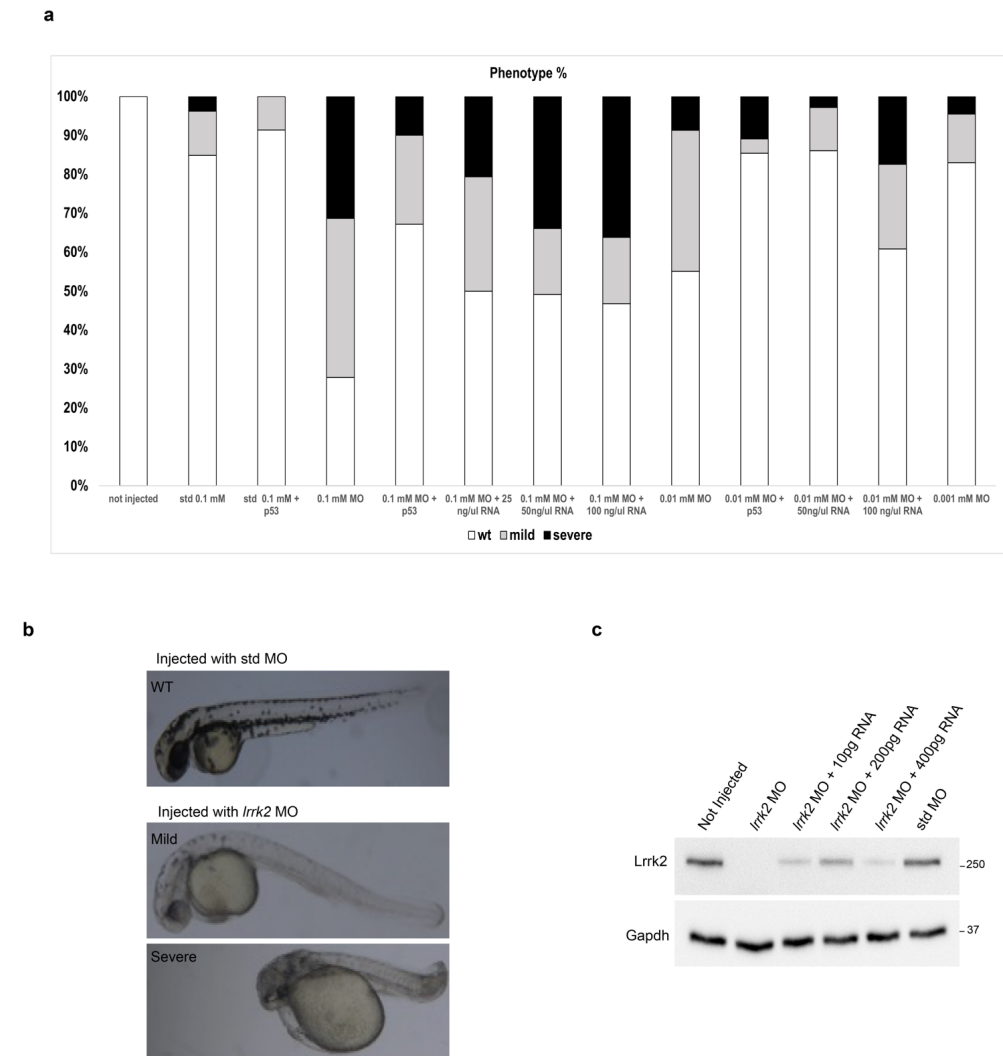 a
Phenotype %
100%
90%
80%
70%
60%
50%
40%
30%
20%
10%
0%
not injected
std 0.1 mM
std 0.1 mM +
p53
0.1 mM MO
0.1 mM MO +
p53
0.1 mM MO + 25
ng/ul RNA
0.1 mM MO +
50ng/ul RNA
0.1 mM MO +
100 ng/ul RNA
0.01 mM MO
0.01 mM MO +
p53
0.01 mM MO +
50ng/ul RNA
0.01 mM MO +
100 ng/ul RNA
0.001 mM MO
wt mild severe
b
Injected with std MO
WT
Injected with lrrk2 MO
Mild
Severe
c
Not Injected
lrrk2 MO
lrrk2 MO + 10pg RNA
lrrk2 MO + 200pg RNA
lrrk2 MO + 400pg RNA
std MO
Lrrk2
-250
Gapdh
- 37